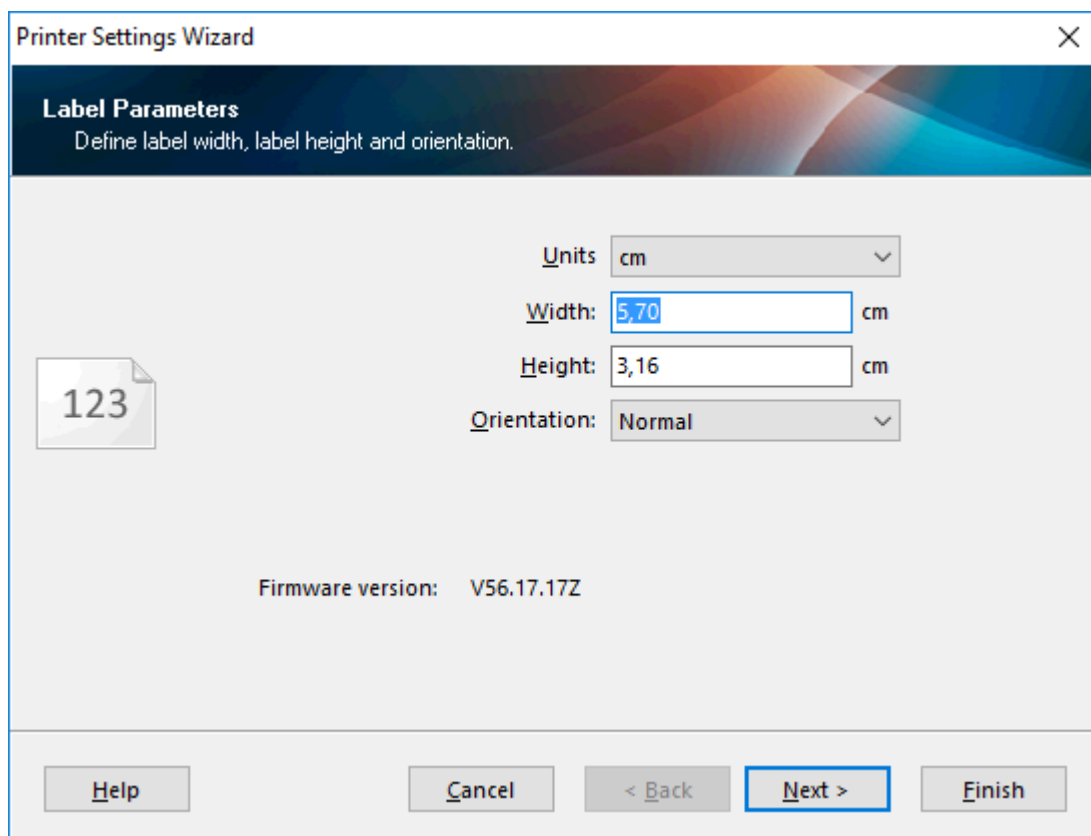 Printer Settings Wizard
Label Parameters
Define label width, label height and orientation.
Units cm
Width: 5,70 cm
Height: 3,16 cm
123
Orientation: Normal
Firmware version: V56.17.17Z
Help Cancel < Back Next > Finish